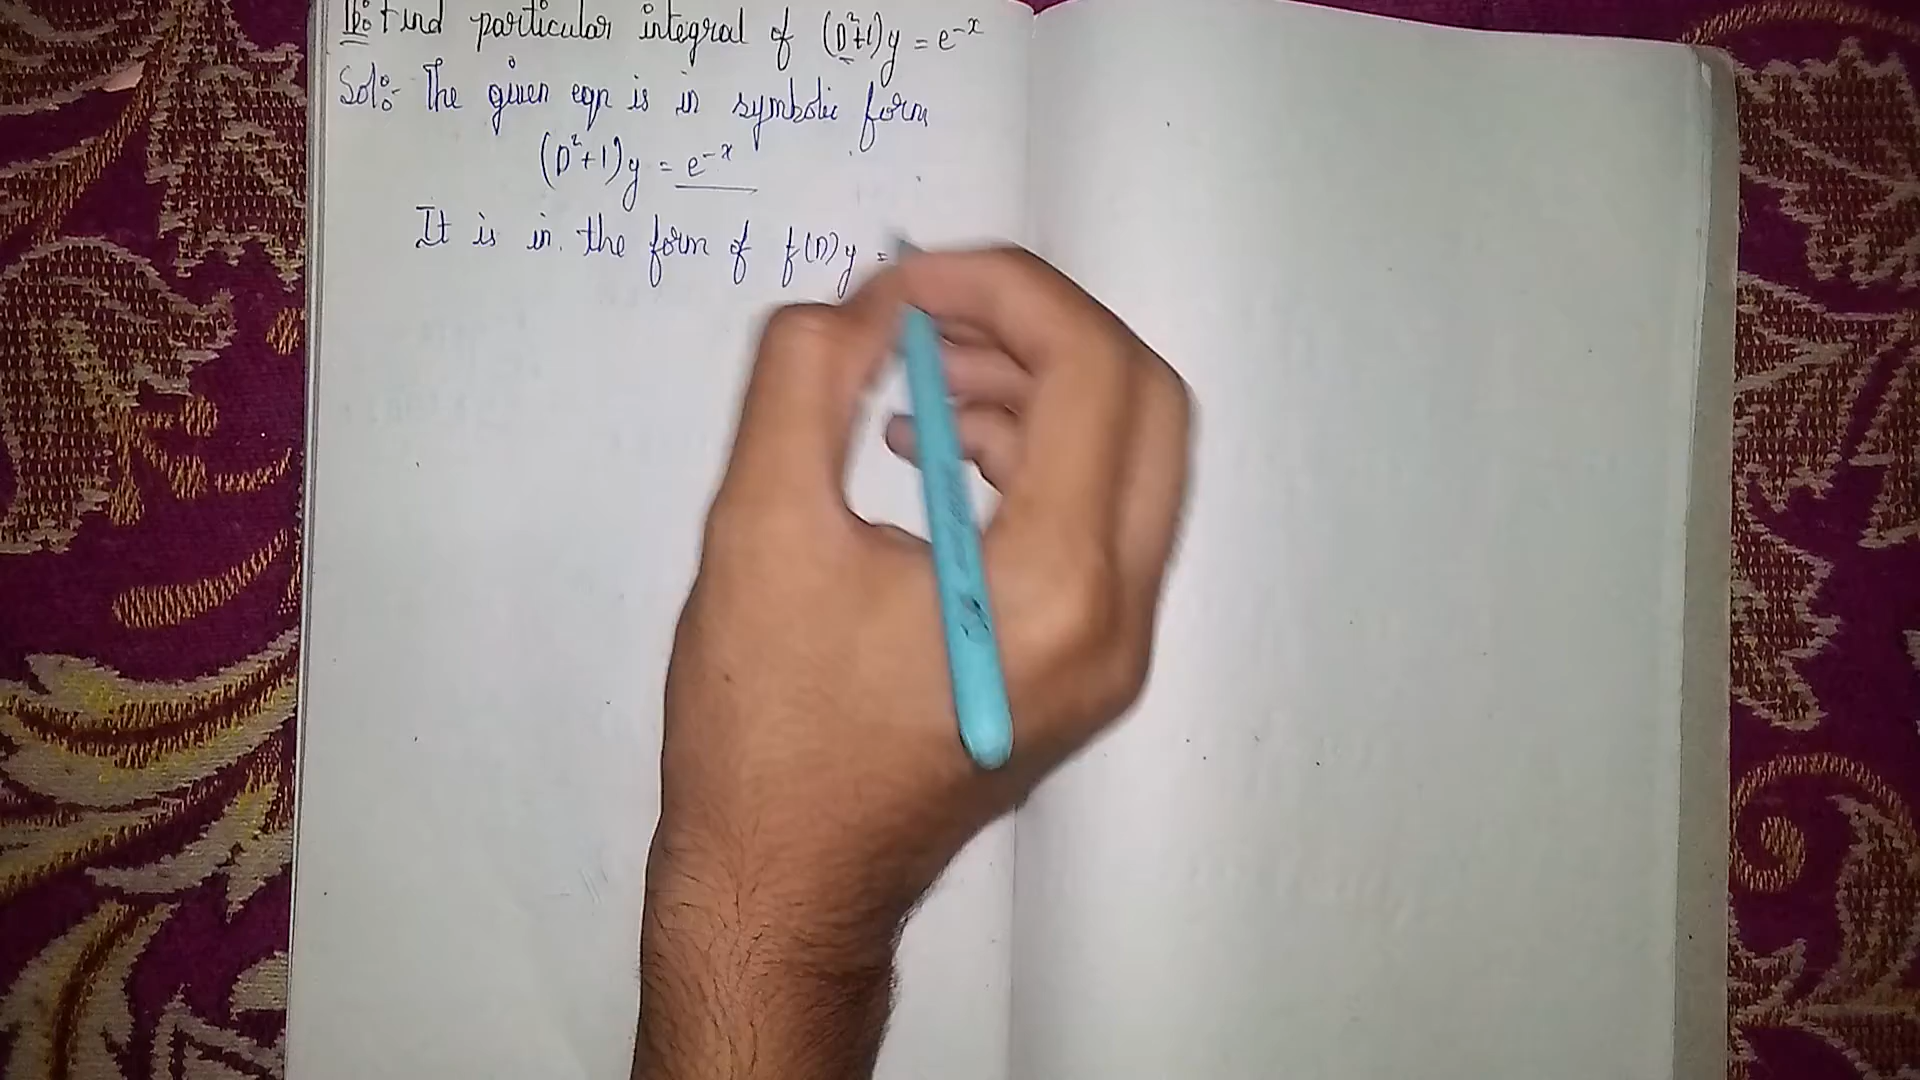 Find particular integral of (D²+1)y = e⁻ˣ
Sol:- The given eqn is in symbolic form
(D²+1)y = e⁻ˣ
It is in the form of f(D)y =